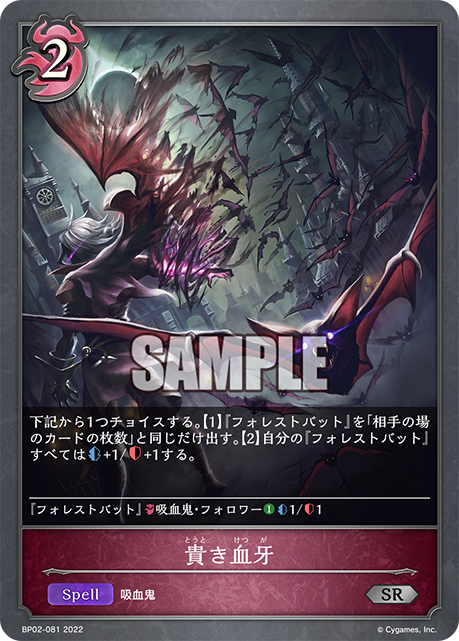 2
SAMPLE
下記から1つチョイスする。【1】『フォレストバット』を「相手の場
のカードの枚数」と同じだけ出す。【2】自分の『フォレストバット』
すべては+1/+1する。
『フォレストバット』吸血鬼・フォロワー1 1/1
とうと けつ が
貴き血牙
Spell 吸血鬼 SR
BP02-081 2022 © Cygames, Inc.